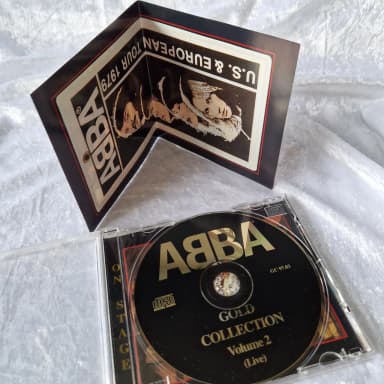 ABBA
U.S. & EUROPEAN
TOUR 1979
ON STAGE
ABBA
GOLD
COLLECTION
Volume 2
(Live)